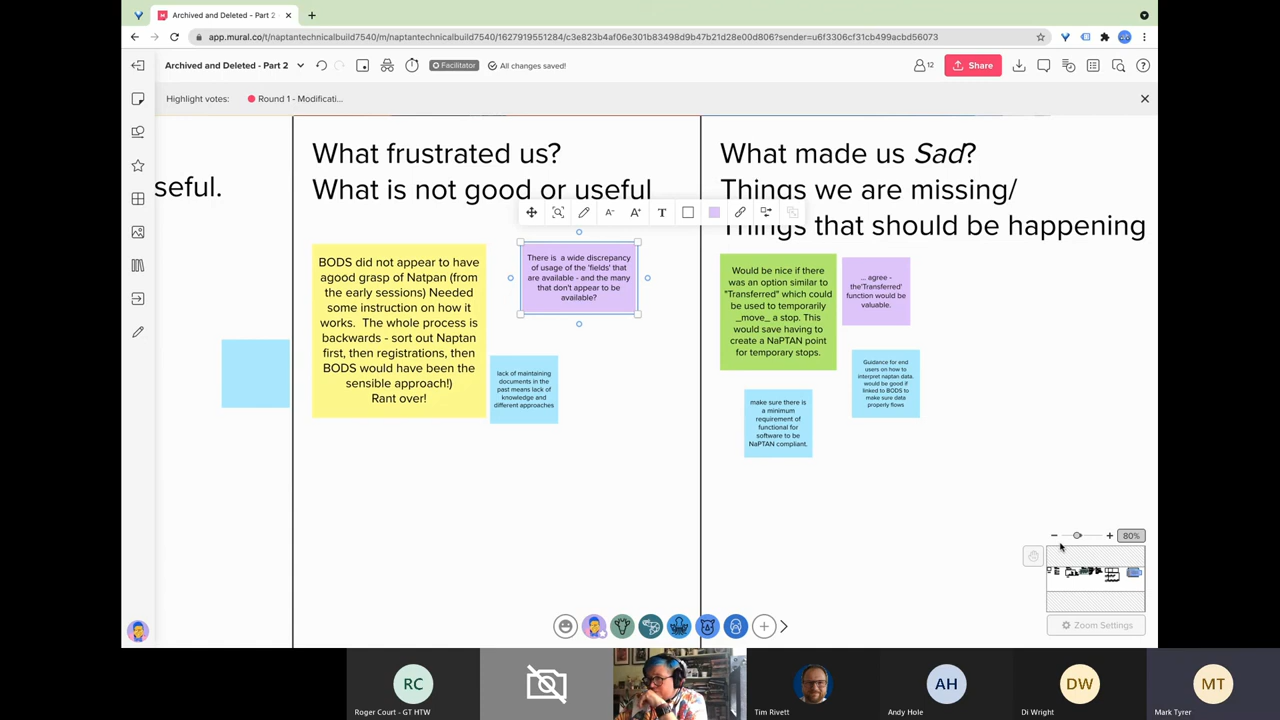 Archived and Deleted - Part 2
app.mural.co/t/naptantechnicalbuild7540/m/naptantechnicalbuild7540/1627919551284/c3e823b4af06e301b83498d9b47b21d28e00d806?sender=u6f3306cf31cb499acbd56073
Archived and Deleted - Part 2
Facilitator
All changes saved!
12
Share
Highlight votes:
Round 1 - Modificati...
seful.
What frustrated us?
What is not good or useful
What made us Sad?
Things we are missing/
Things that should be happening
BODS did not appear to have
agood grasp of Natpan (from
the early sessions) Needed
some instruction on how it
works. The whole process is
backwards - sort out Naptan
first, then registrations, then
BODS would have been the
sensible approach!)
Rant over!
There is a wide discrepancy
of usage of the 'fields' that
are available - and the many
that don't appear to be
available?
lack of maintaining
documents in the
past means lack of
knowledge and
different approaches
Would be nice if there
was an option similar to
"Transferred" which could
be used to temporarily
_move_ a stop. This
would save having to
create a NaPTAN point
for temporary stops.
... agree -
the'Transferred'
function would be
valuable.
Guidance for end
users on how to
interpret naptan data.
would be good if
linked to BODS to
make sure data
properly flows
make sure there is
a minimum
requirement of
functional for
software to be
NaPTAN compliant.
80%
Zoom Settings
RC
Roger Court - GT HTW
Tim Rivett
AH
Andy Hole
DW
Di Wright
MT
Mark Tyrer